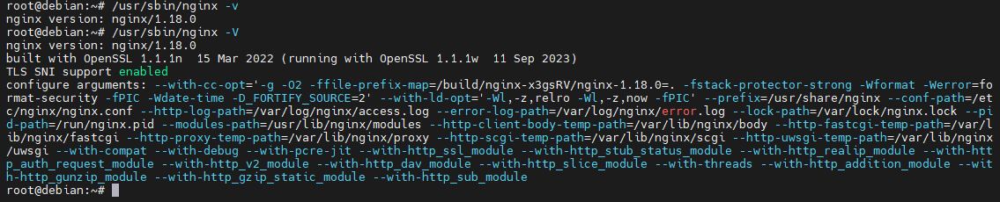 root@debian:~# /usr/sbin/nginx -v
nginx version: nginx/1.18.0
root@debian:~# /usr/sbin/nginx -V
nginx version: nginx/1.18.0
built with OpenSSL 1.1.1n  15 Mar 2022 (running with OpenSSL 1.1.1w  11 Sep 2023)
TLS SNI support enabled
configure arguments: --with-cc-opt='-g -O2 -ffile-prefix-map=/build/nginx-x3gsRV/nginx-1.18.0=. -fstack-protector-strong -Wformat -Werror=fo
rmat-security -fPIC -Wdate-time -D_FORTIFY_SOURCE=2' --with-ld-opt='-Wl,-z,relro -Wl,-z,now -fPIC' --prefix=/usr/share/nginx --conf-path=/et
c/nginx/nginx.conf --http-log-path=/var/log/nginx/access.log --error-log-path=/var/log/nginx/error.log --lock-path=/var/lock/nginx.lock --pi
d-path=/run/nginx.pid --modules-path=/usr/lib/nginx/modules --http-client-body-temp-path=/var/lib/nginx/body --http-fastcgi-temp-path=/var/l
ib/nginx/fastcgi --http-proxy-temp-path=/var/lib/nginx/proxy --http-scgi-temp-path=/var/lib/nginx/scgi --http-uwsgi-temp-path=/var/lib/nginx
/uwsgi --with-compat --with-debug --with-pcre-jit --with-http_ssl_module --with-http_stub_status_module --with-http_realip_module --with-htt
p_auth_request_module --with-http_v2_module --with-http_dav_module --with-http_slice_module --with-threads --with-http_addition_module --wit
h-http_gunzip_module --with-http_gzip_static_module --with-http_sub_module
root@debian:~#